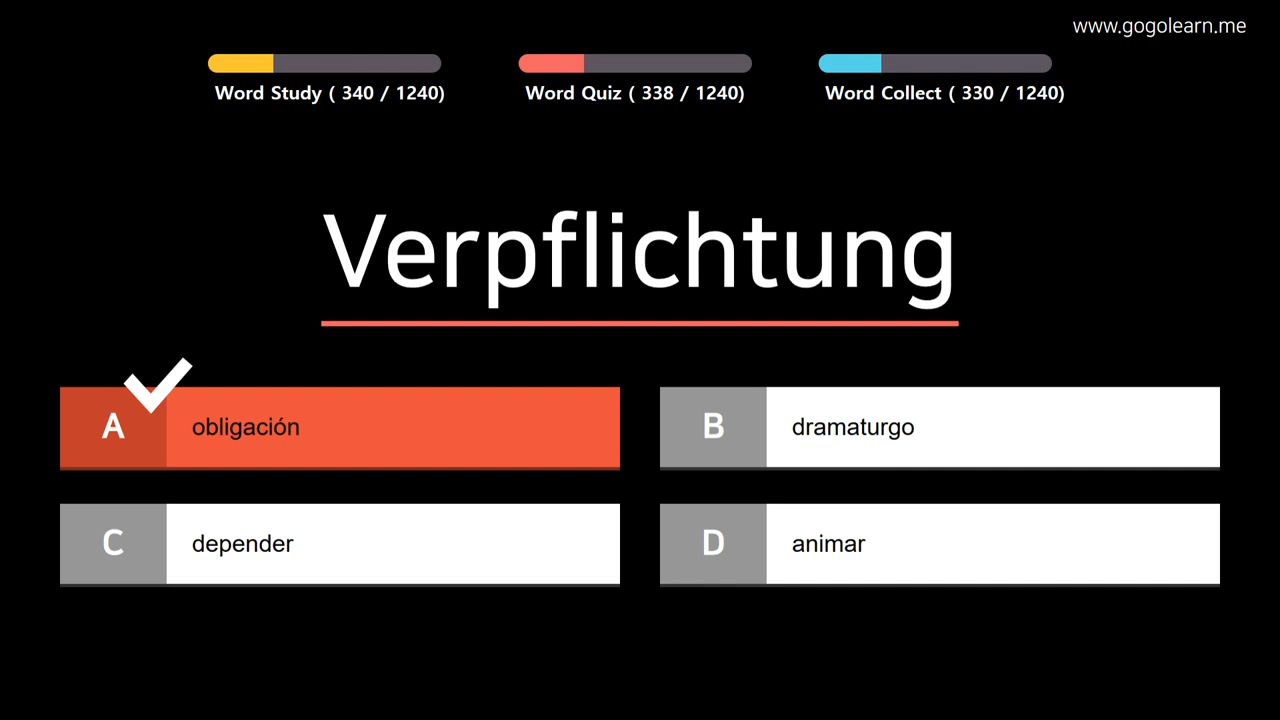 www.gogolearn.me
Word Study ( 340 / 1240)
Word Quiz ( 338 / 1240)
Word Collect ( 330 / 1240)
Verpflichtung
A obligación
B dramaturgo
C depender
D animar